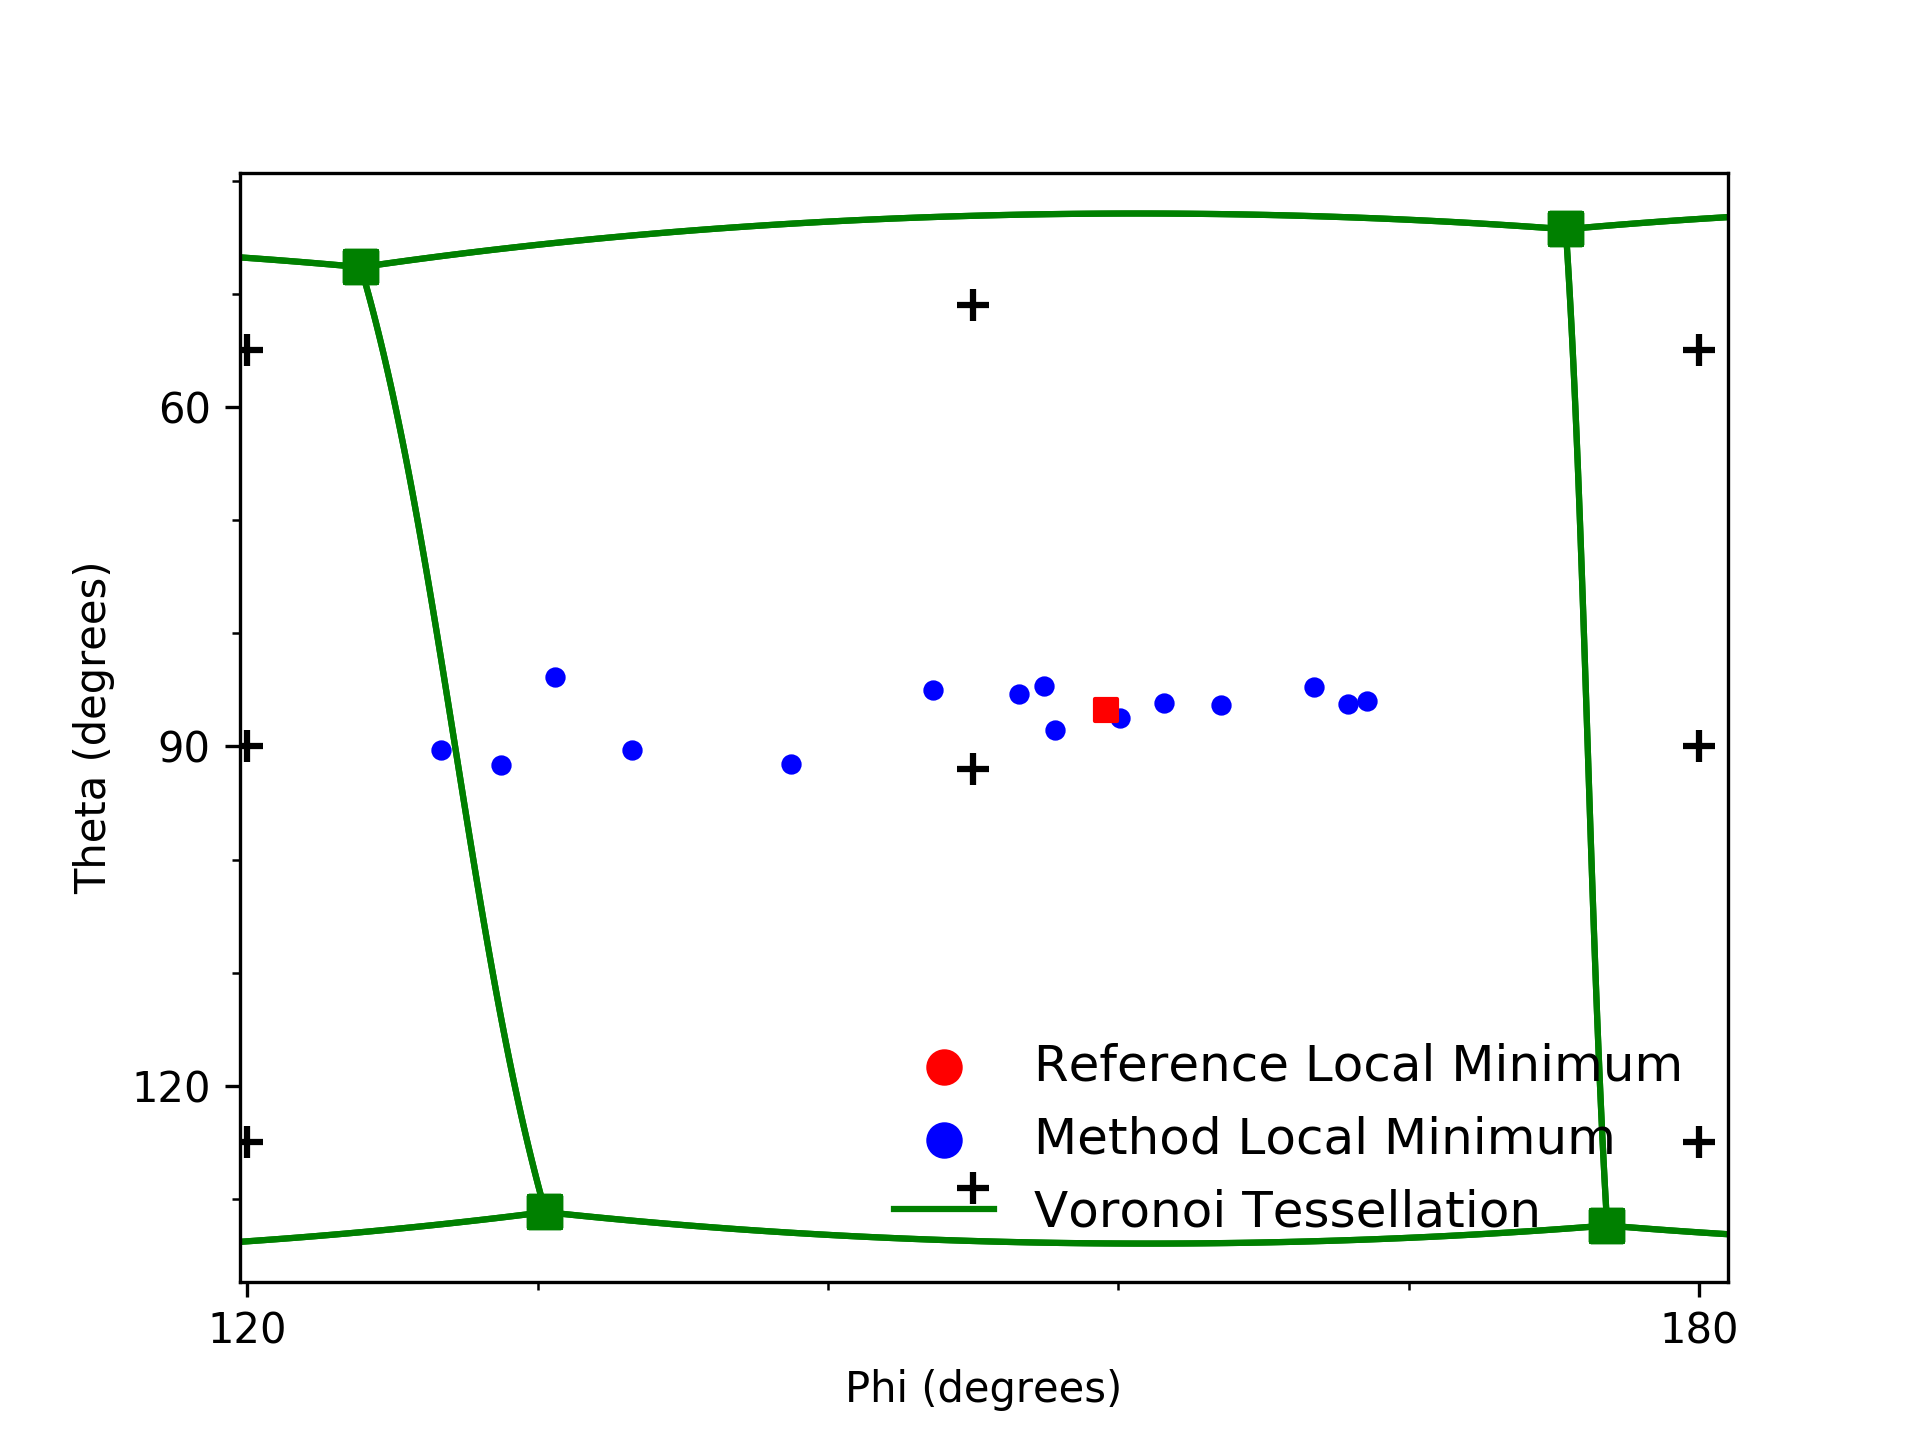 60
90
120
Theta (degrees)
Reference Local Minimum
Method Local Minimum
Voronoi Tessellation
120
180
Phi (degrees)